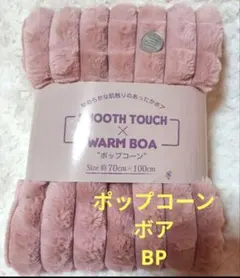 やわらかな肌触りのあったかボア
SMOOTH TOUCH
×
WARM BOA
"ポップコーン"
Size 約70cm×100cm
ポップコーン
ボア
BP